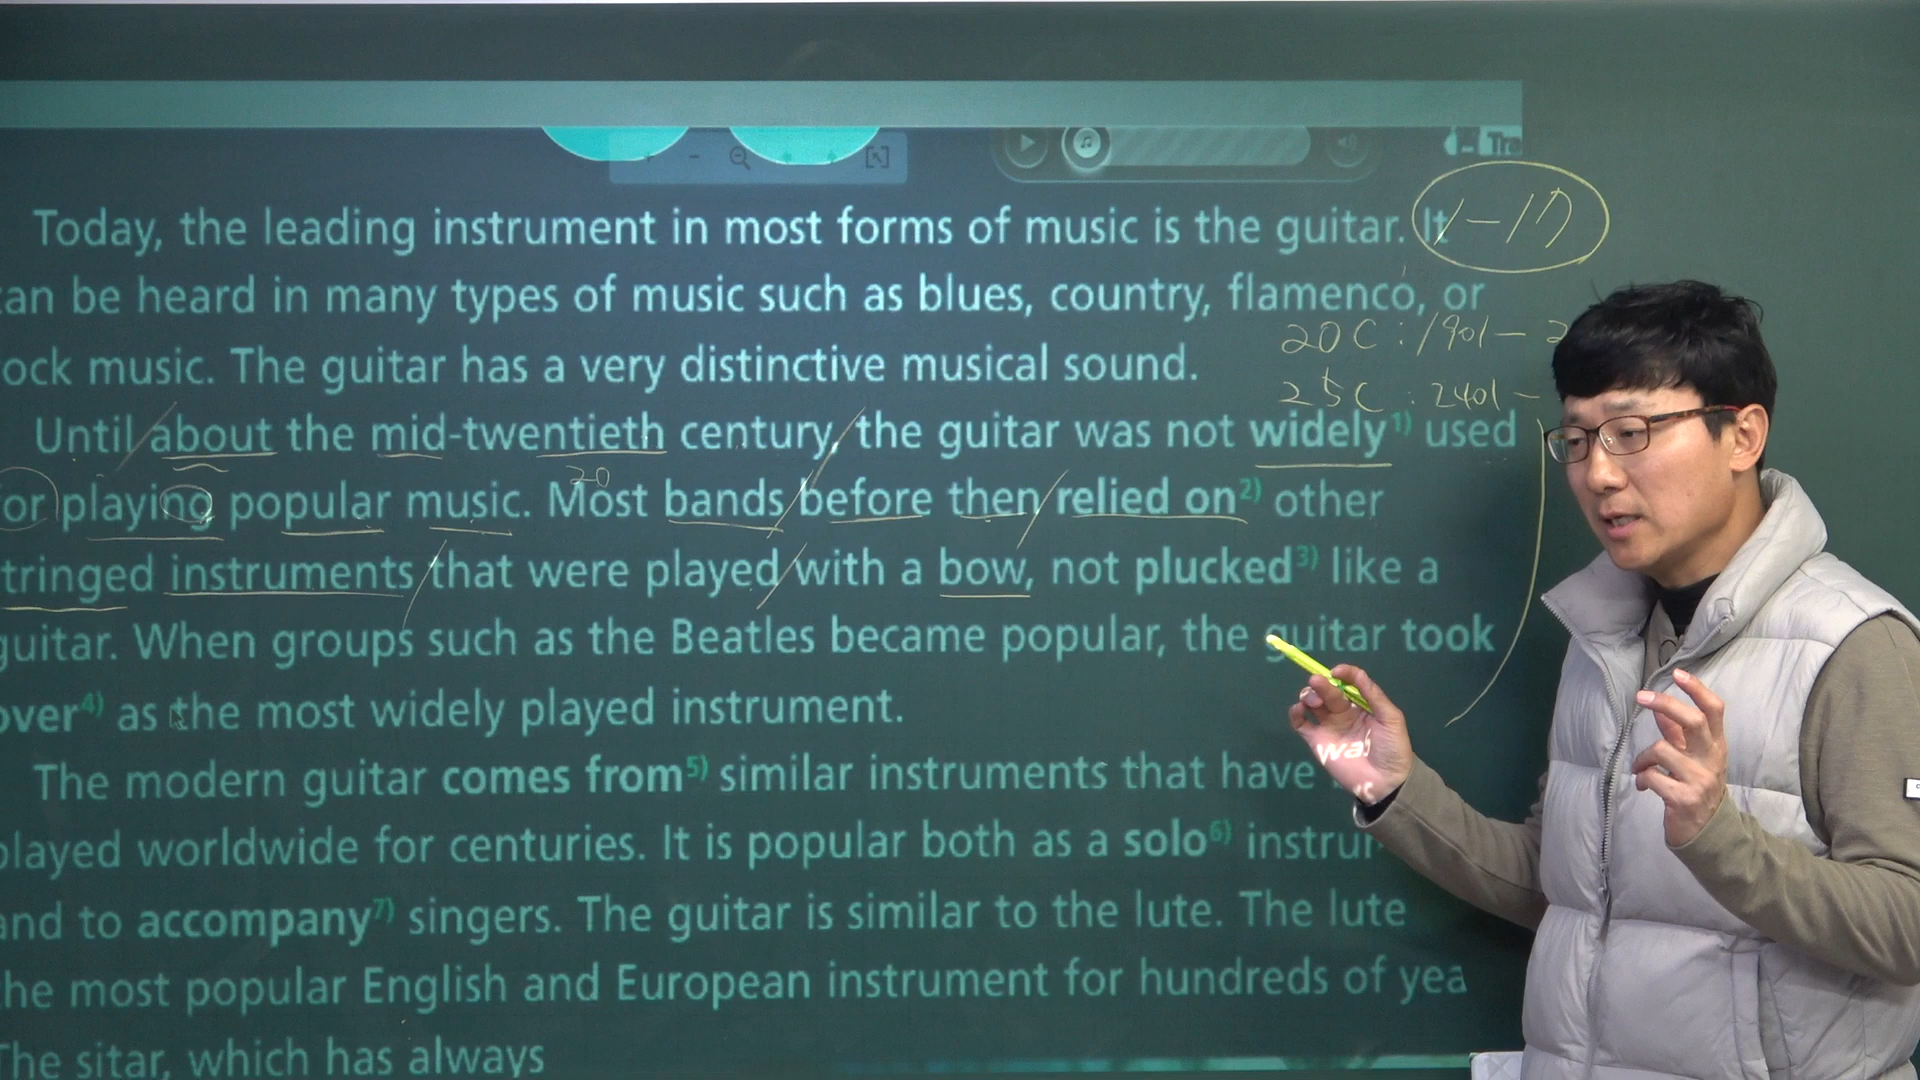 Today, the leading instrument in most forms of music is the guitar. It
an be heard in many types of music such as blues, country, flamenco, or
ock music. The guitar has a very distinctive musical sound.
20C: 1901 –
25C: 2401 –
Until about the mid-twentieth century, the guitar was not widely1) used
or playing popular music. Most bands before then relied on2) other
20
tringed instruments that were played with a bow, not plucked3) like a
guitar. When groups such as the Beatles became popular, the guitar took
over4) as the most widely played instrument.
The modern guitar comes from5) similar instruments that have
played worldwide for centuries. It is popular both as a solo6) instru
and to accompany7) singers. The guitar is similar to the lute. The lute
was
he most popular English and European instrument for hundreds of yea
The sitar, which has always